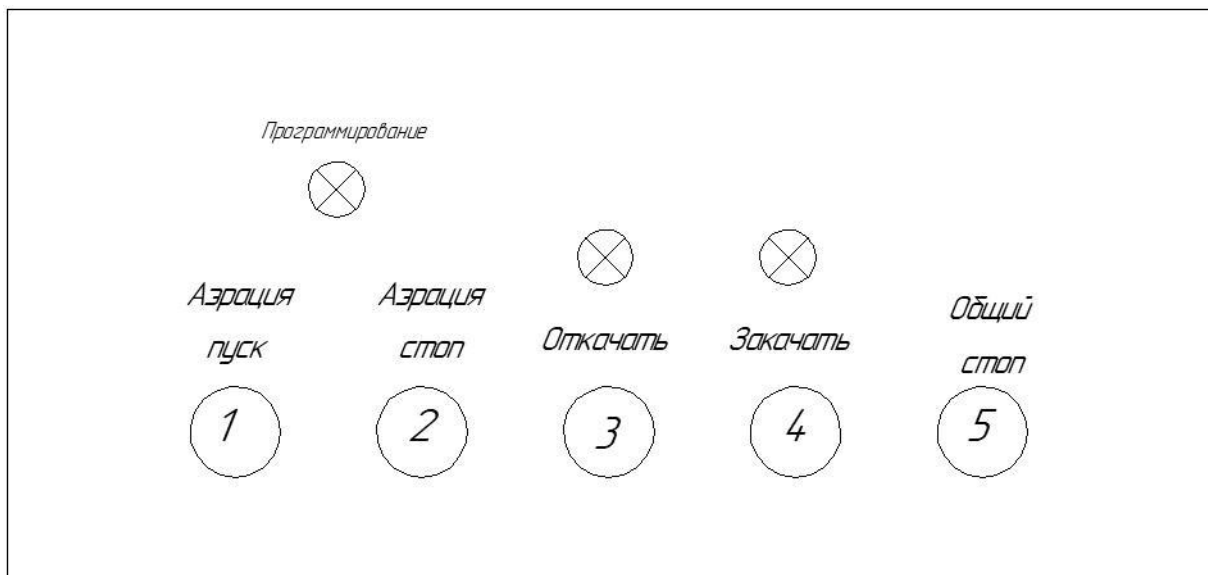 Программирование
Аэрация
пуск
Аэрация
стоп
Откачать
Закачать
Общий
стоп
1
2
3
4
5